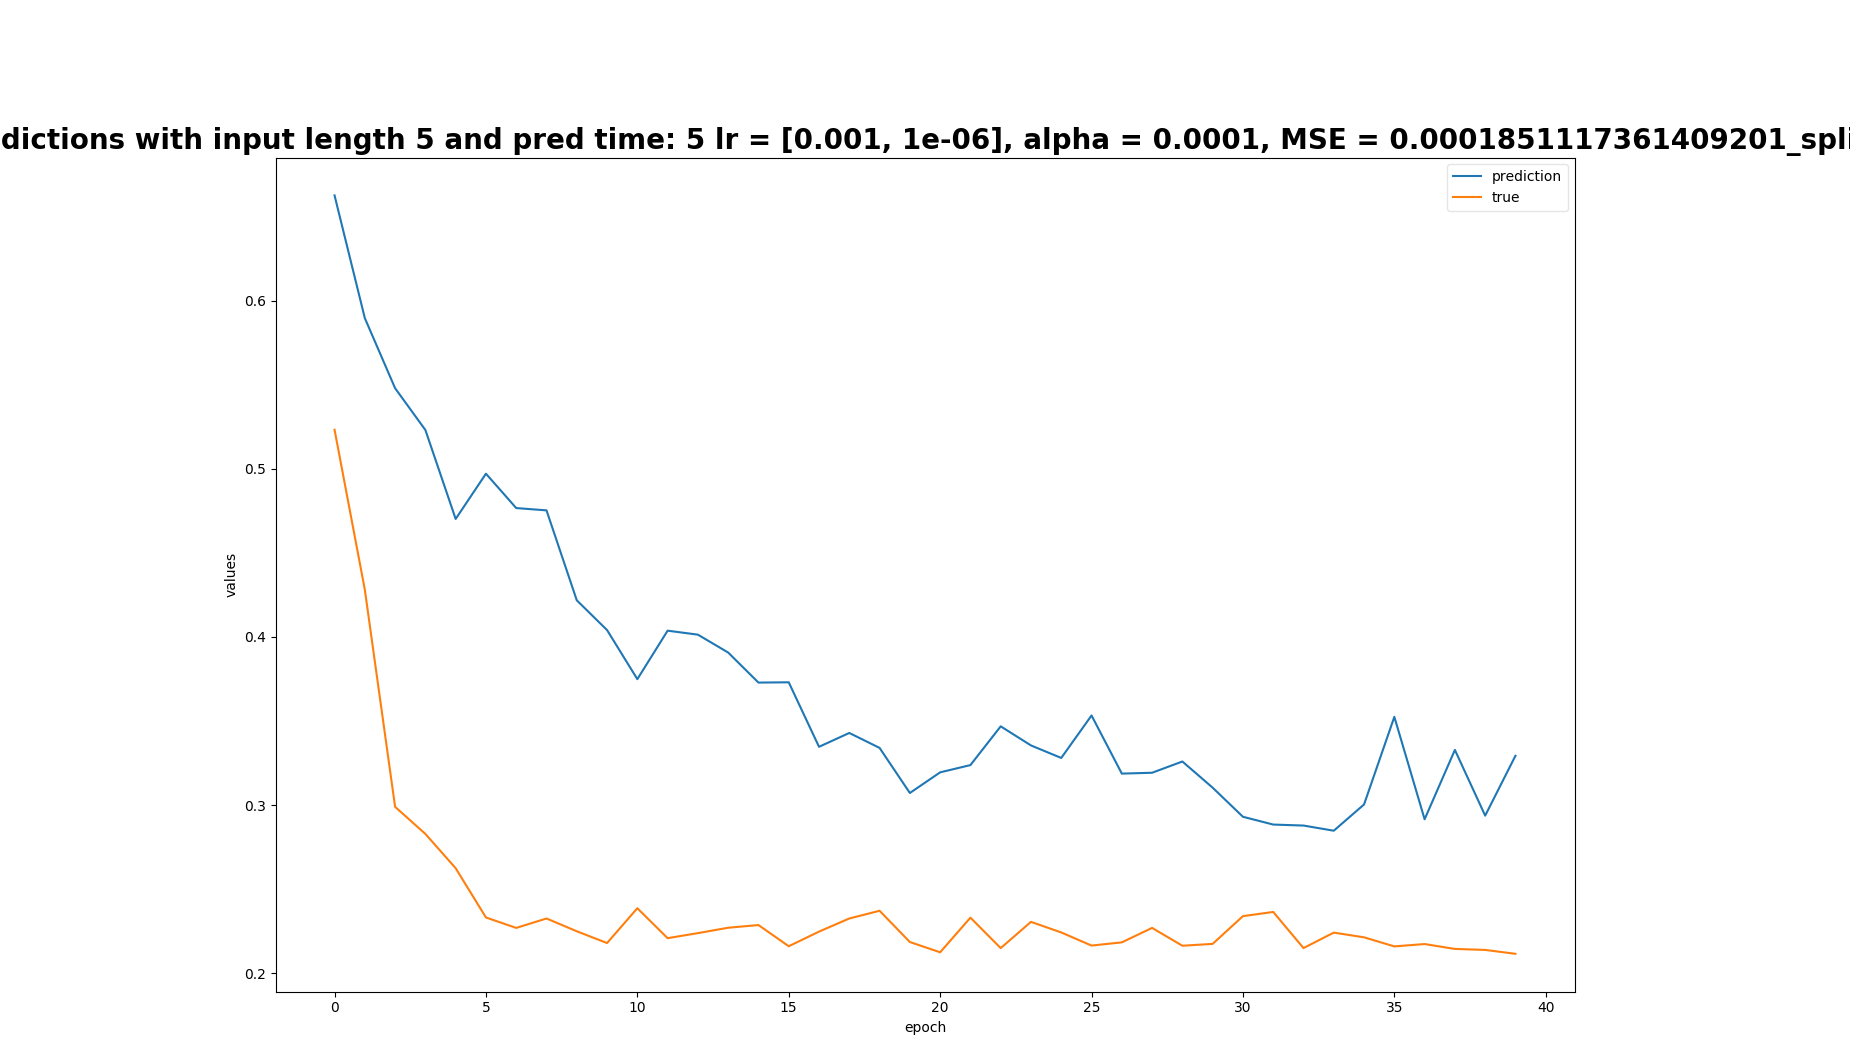 dictions with input length 5 and pred time: 5 lr = [0.001, 1e-06], alpha = 0.0001, MSE = 0.0001851117361409201_spli
prediction
true
0.6
0.5
0.4
0.3
0.2
values
0 5 10 15 20 25 30 35 40
epoch